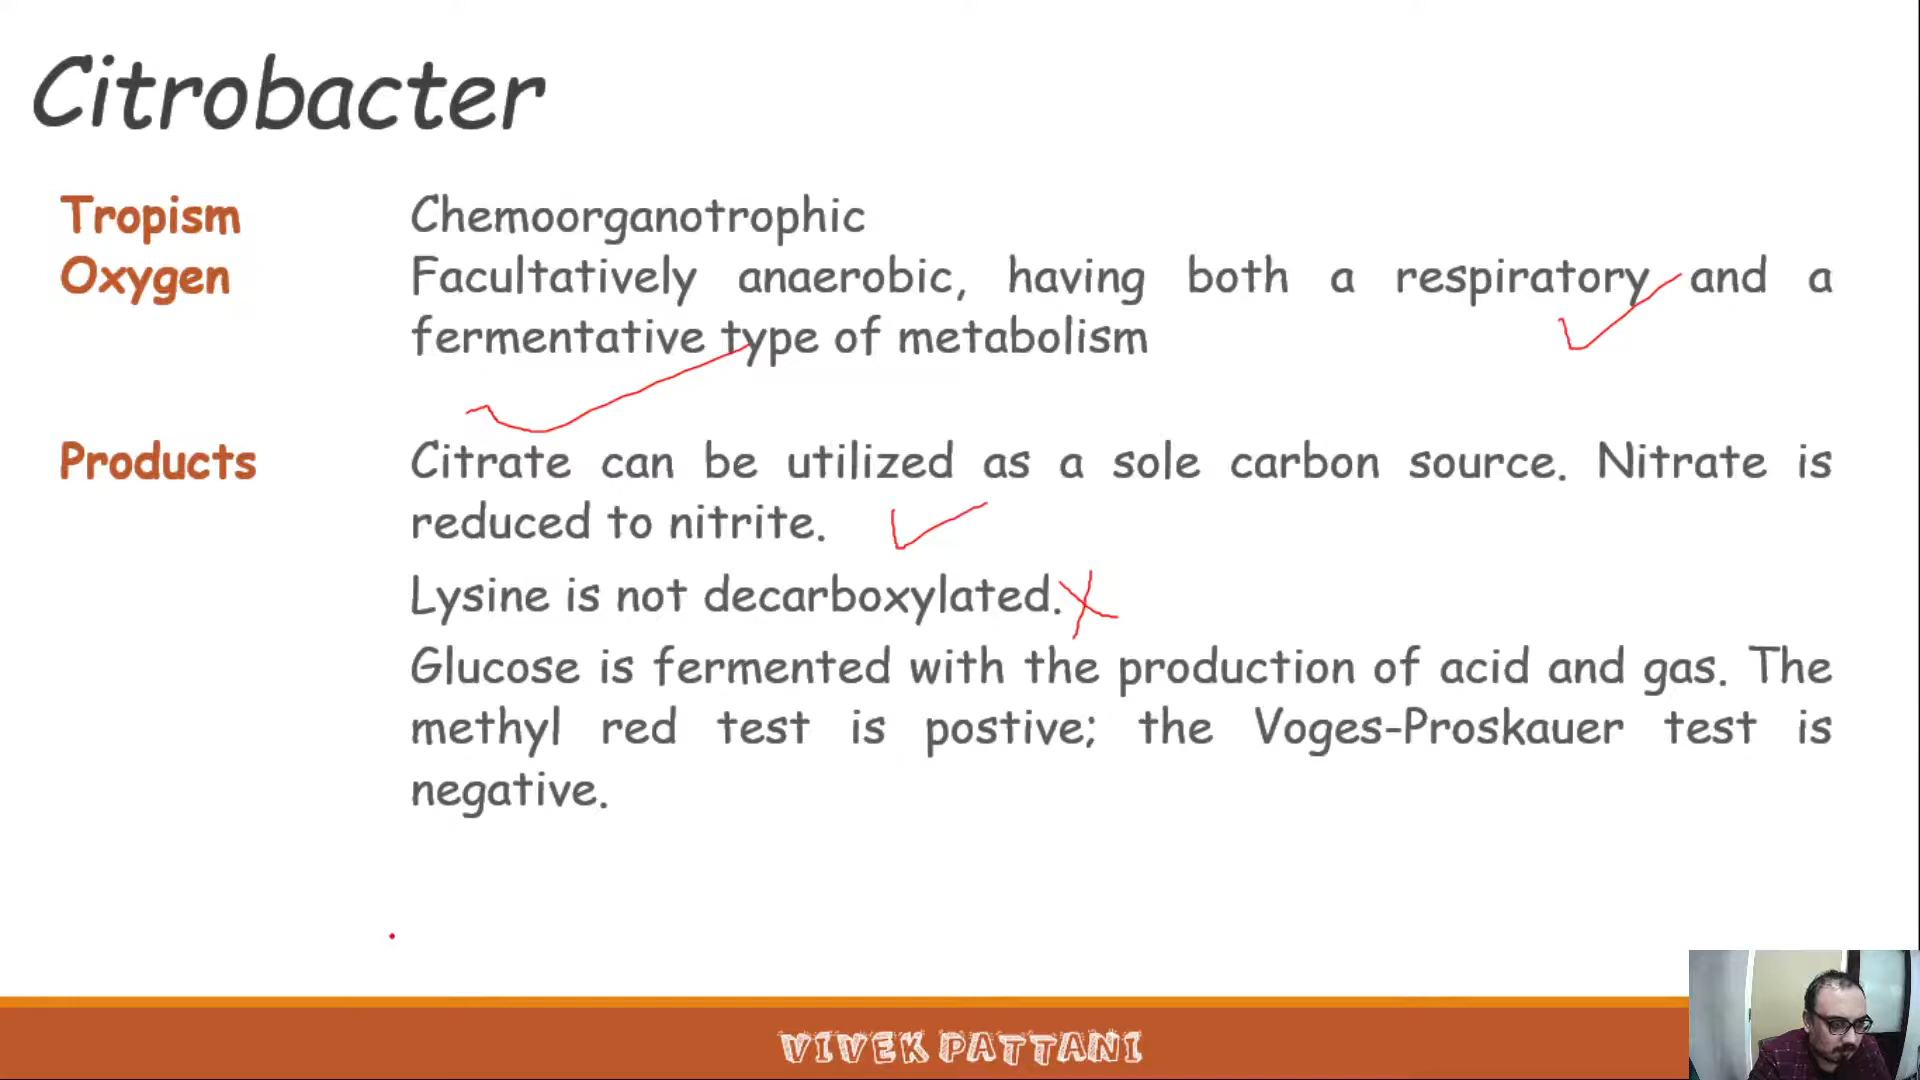 Citrobacter
Tropism Chemoorganotrophic
Oxygen Facultatively anaerobic, having both a respiratory and a
fermentative type of metabolism
Products Citrate can be utilized as a sole carbon source. Nitrate is
reduced to nitrite.
Lysine is not decarboxylated.
Glucose is fermented with the production of acid and gas. The
methyl red test is postive; the Voges-Proskauer test is
negative.
VIVEK PATTANI